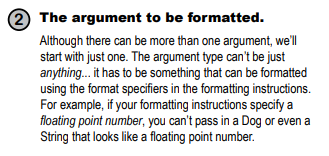 2 The argument to be formatted.
Although there can be more than one argument, we'll
start with just one. The argument type can't be just
anything... it has to be something that can be formatted
using the format specifiers in the formatting instructions.
For example, if your formatting instructions specify a
floating point number, you can't pass in a Dog or even a
String that looks like a floating point number.